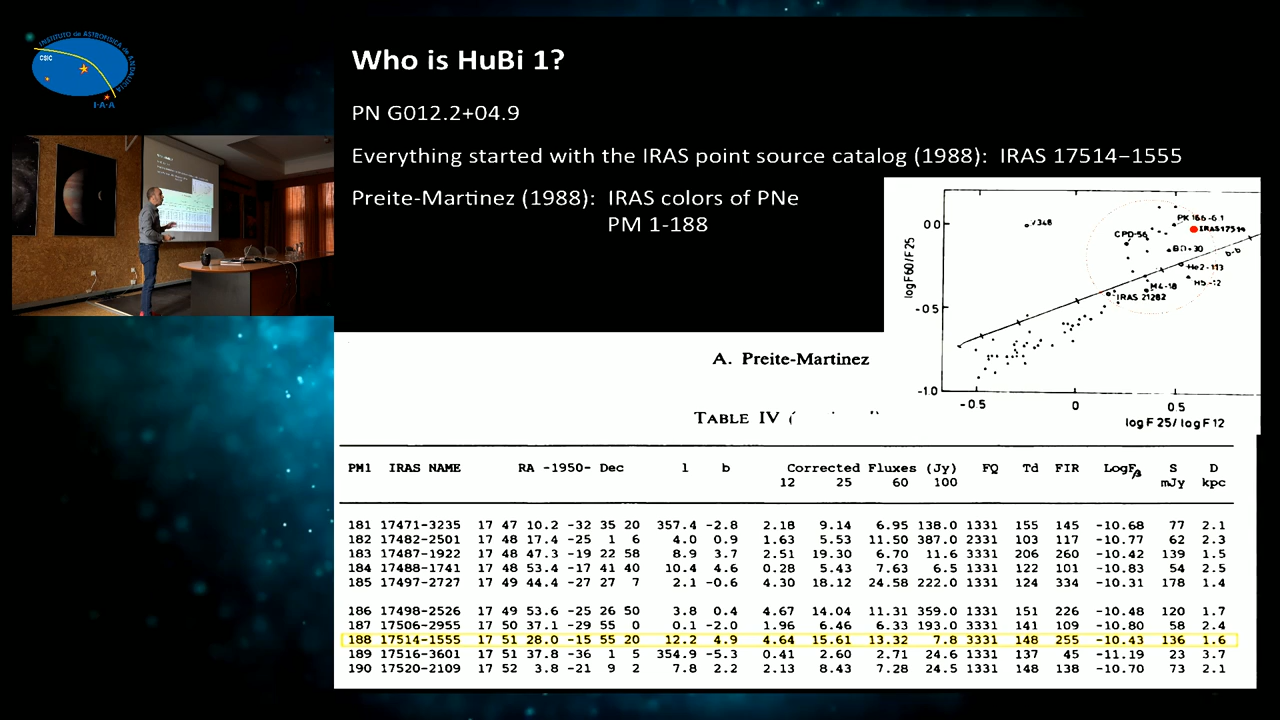 INSTITUTO de ASTROFISICA de ANDALUCIA
CSIC
I-A-A
Who is HuBi 1?
PN G012.2+04.9
Everything started with the IRAS point source catalog (1988): IRAS 17514−1555
Preite-Martinez (1988): IRAS colors of PNe
PM 1-188
log F60/F25
0.0
-0.5
-1.0
V348
CPD-56
PK 166-6.1
IRAS17514
BD+30
b-b
He2-113
M4-18
H5-12
IRAS 21282
-0.5 0 0.5
log F 25/ log F 12
A. Preite-Martinez
TABLE IV (
PM1 IRAS NAME RA -1950- Dec l b Corrected Fluxes (Jy) FQ Td FIR LogFβ S D
12 25 60 100 mJy kpc
181 17471-3235 17 47 10.2 -32 35 20 357.4 -2.8 2.18 9.14 6.95 138.0 1331 155 145 -10.68 77 2.1
182 17482-2501 17 48 17.4 -25 1 6 4.0 0.9 1.63 5.53 11.50 387.0 2331 103 117 -10.77 62 2.3
183 17487-1922 17 48 47.3 -19 22 58 8.9 3.7 2.51 19.30 6.70 11.6 3331 206 260 -10.42 139 1.5
184 17488-1741 17 48 53.4 -17 41 40 10.4 4.6 0.28 5.43 7.63 6.5 1331 122 101 -10.83 54 2.5
185 17497-2727 17 49 44.4 -27 27 7 2.1 -0.6 4.30 18.12 24.58 222.0 1331 124 334 -10.31 178 1.4
186 17498-2526 17 49 53.6 -25 26 50 3.8 0.4 4.67 14.04 11.31 359.0 1331 151 226 -10.48 120 1.7
187 17506-2955 17 50 37.1 -29 55 0 0.1 -2.0 1.96 6.46 6.33 193.0 1331 141 109 -10.80 58 2.4
188 17514-1555 17 51 28.0 -15 55 20 12.2 4.9 4.64 15.61 13.32 7.8 3331 148 255 -10.43 136 1.6
189 17516-3601 17 51 37.8 -36 1 5 354.9 -5.3 0.41 2.60 2.71 24.6 1331 137 45 -11.19 23 3.7
190 17520-2109 17 52 3.8 -21 9 2 7.8 2.2 2.13 8.43 7.28 24.5 1331 148 138 -10.70 73 2.1